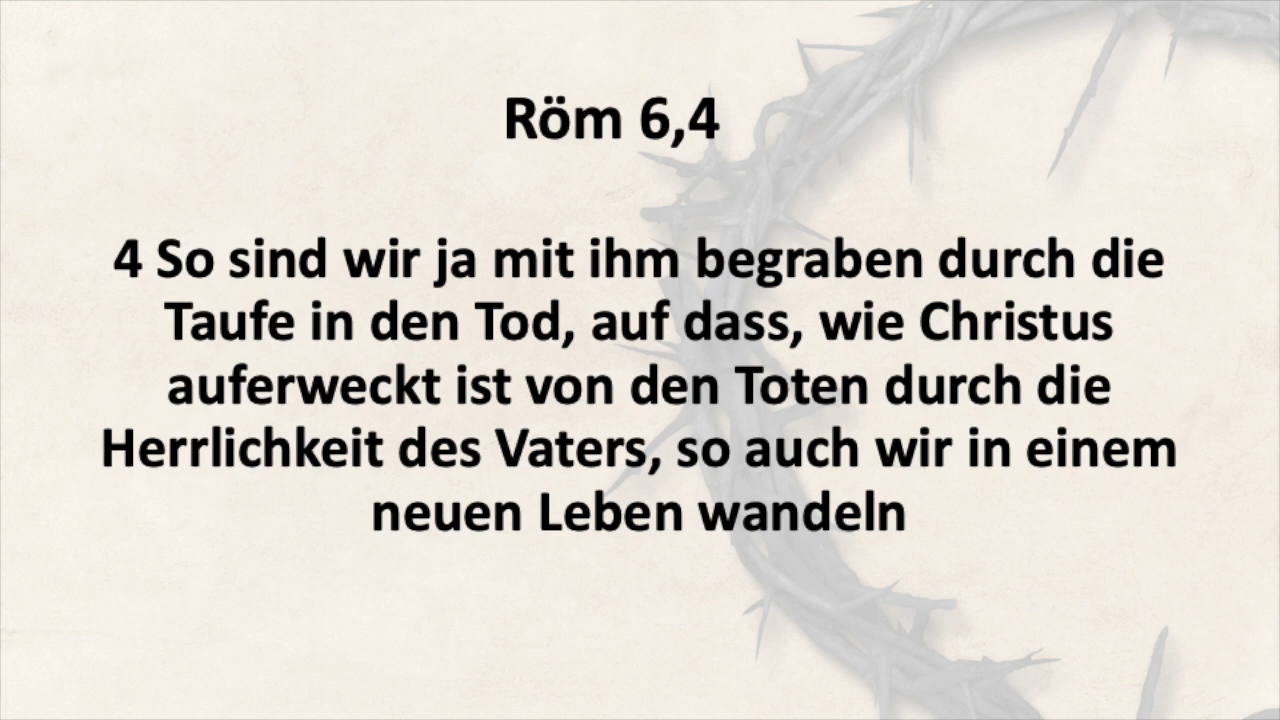 Röm 6,4
4 So sind wir ja mit ihm begraben durch die
Taufe in den Tod, auf dass, wie Christus
auferweckt ist von den Toten durch die
Herrlichkeit des Vaters, so auch wir in einem
neuen Leben wandeln